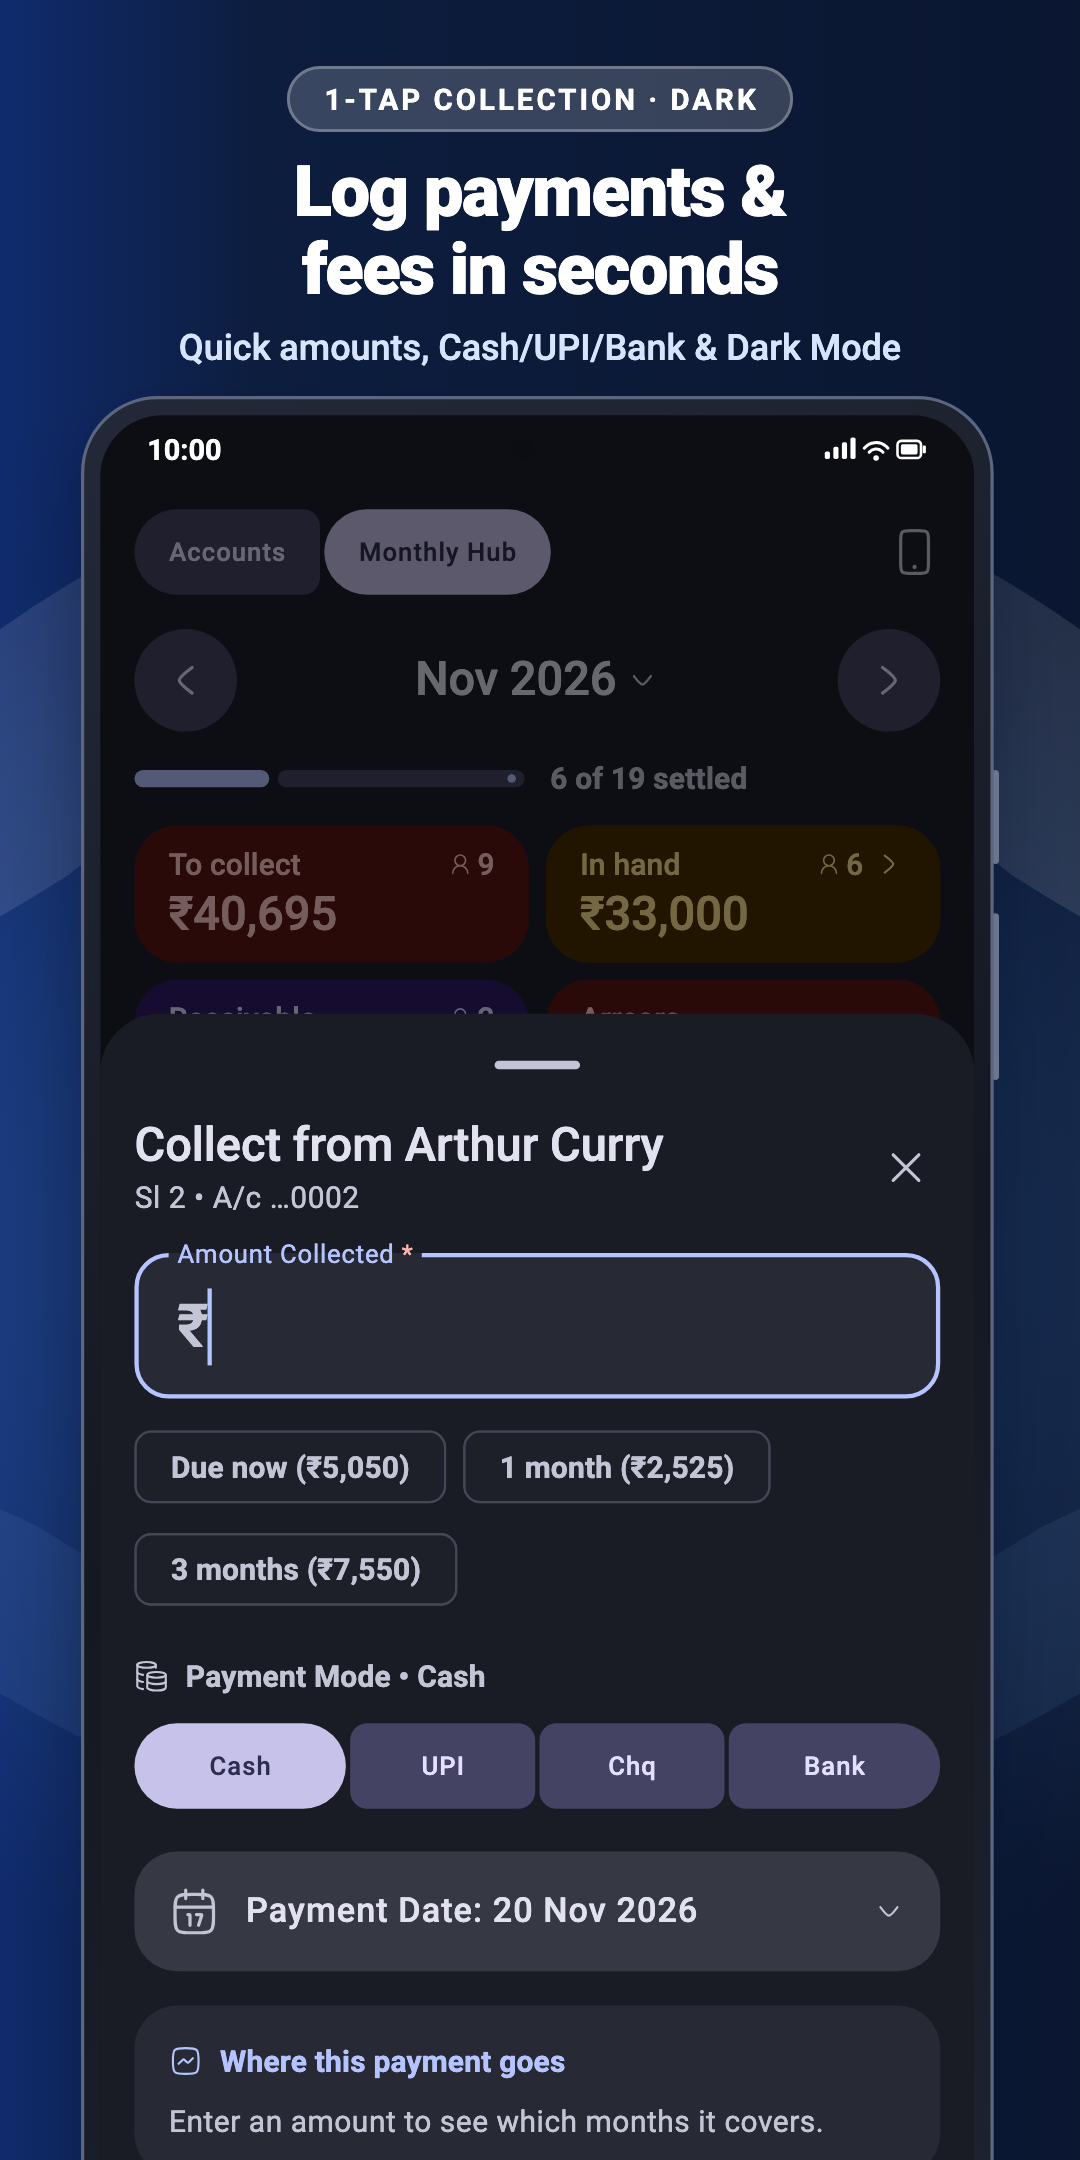 1-TAP COLLECTION · DARK
Log payments &
fees in seconds
Quick amounts, Cash/UPI/Bank & Dark Mode
10:00
Accounts
Monthly Hub
Nov 2026
6 of 19 settled
To collect
9
₹40,695
In hand
6
₹33,000
Collect from Arthur Curry
Sl 2 • A/c ...0002
Amount Collected *
₹
Due now (₹5,050)
1 month (₹2,525)
3 months (₹7,550)
Payment Mode • Cash
Cash
UPI
Chq
Bank
17
Payment Date: 20 Nov 2026
Where this payment goes
Enter an amount to see which months it covers.